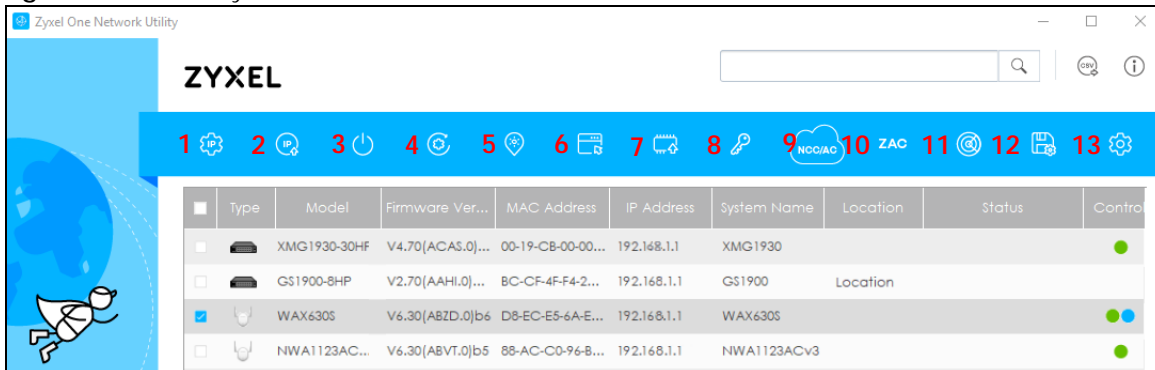 Zyxel One Network Utility
ZYXEL
CSV
1 IP 2 IP 3 4 5 6 7 8 9 NCC/AC 10 ZAC 11 12 13
Type Model Firmware Ver... MAC Address IP Address System Name Location Status Control
XMG1930-30HP V4.70(ACAS.0)... 00-19-CB-00-00... 192.168.1.1 XMG1930
GS1900-8HP V2.70(AAHI.0)... BC-CF-4F-F4-2... 192.168.1.1 GS1900 Location
WAX630S V6.30(ABZD.0)b6 D8-EC-E5-6A-E... 192.168.1.1 WAX630S
NWA1123AC... V6.30(ABVT.0)b5 88-AC-C0-96-B... 192.168.1.1 NWA1123ACv3